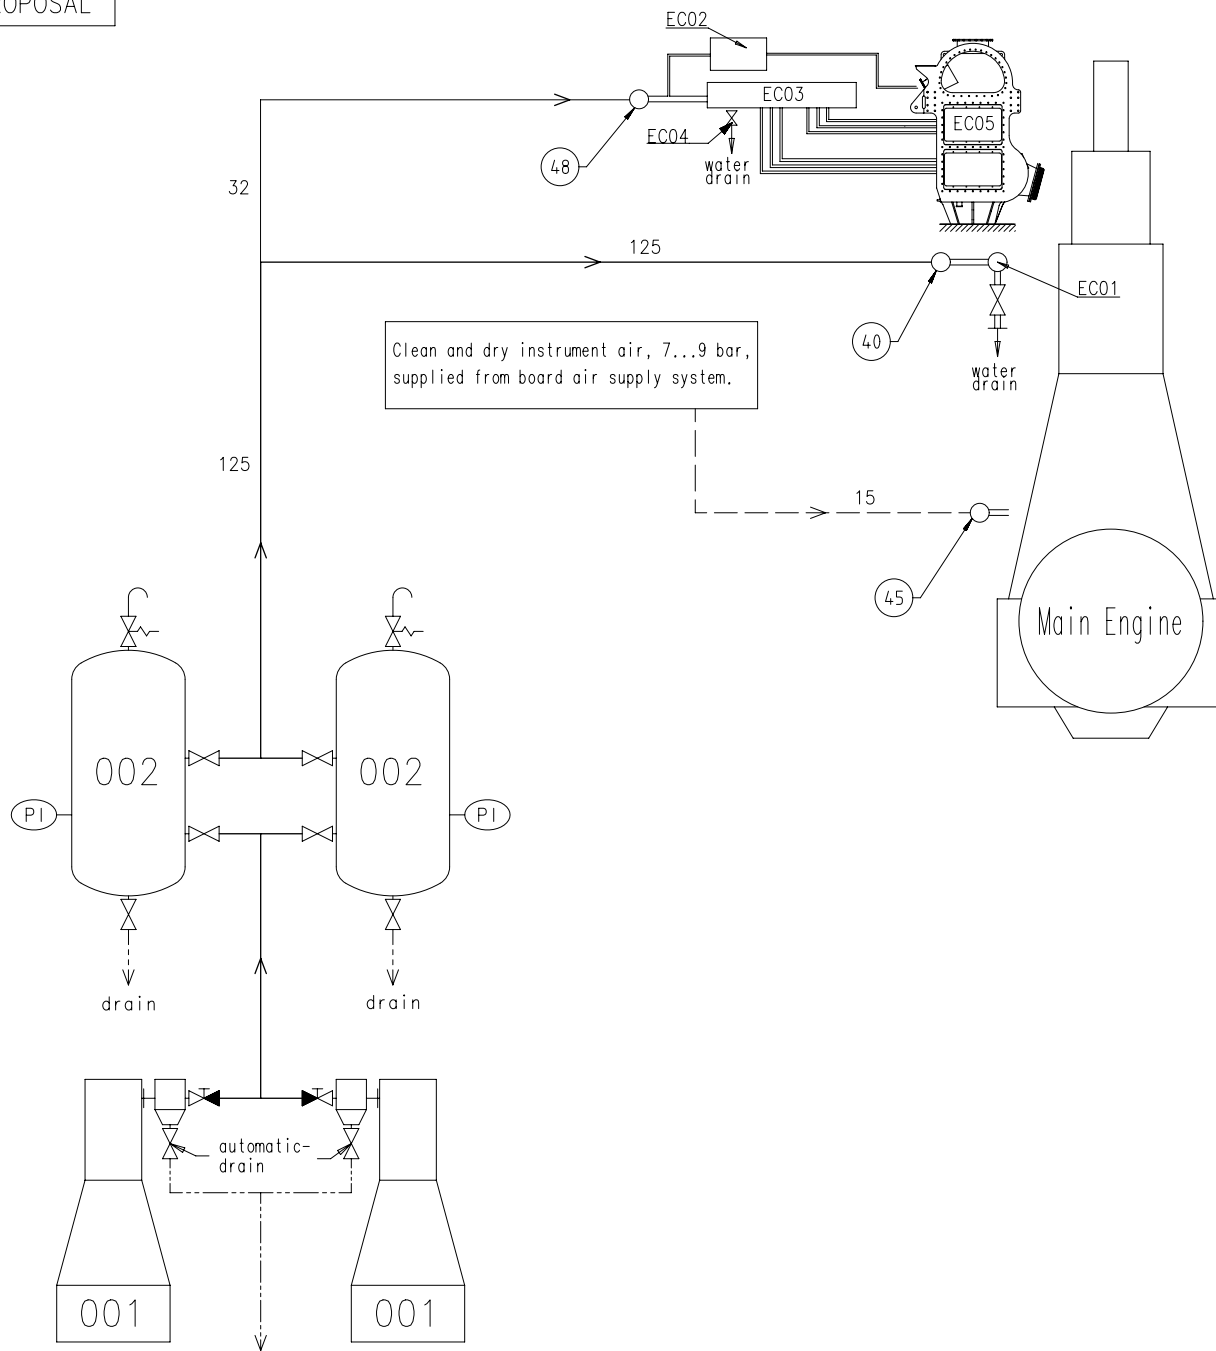 EC02
EC03
EC05
EC04
water
drain
48
32
125
EC01
40
Clean and dry instrument air, 7...9 bar,
supplied from board air supply system.
water
drain
125
15
45
Main Engine
002
002
PI
PI
drain
drain
automatic-
drain
001
001